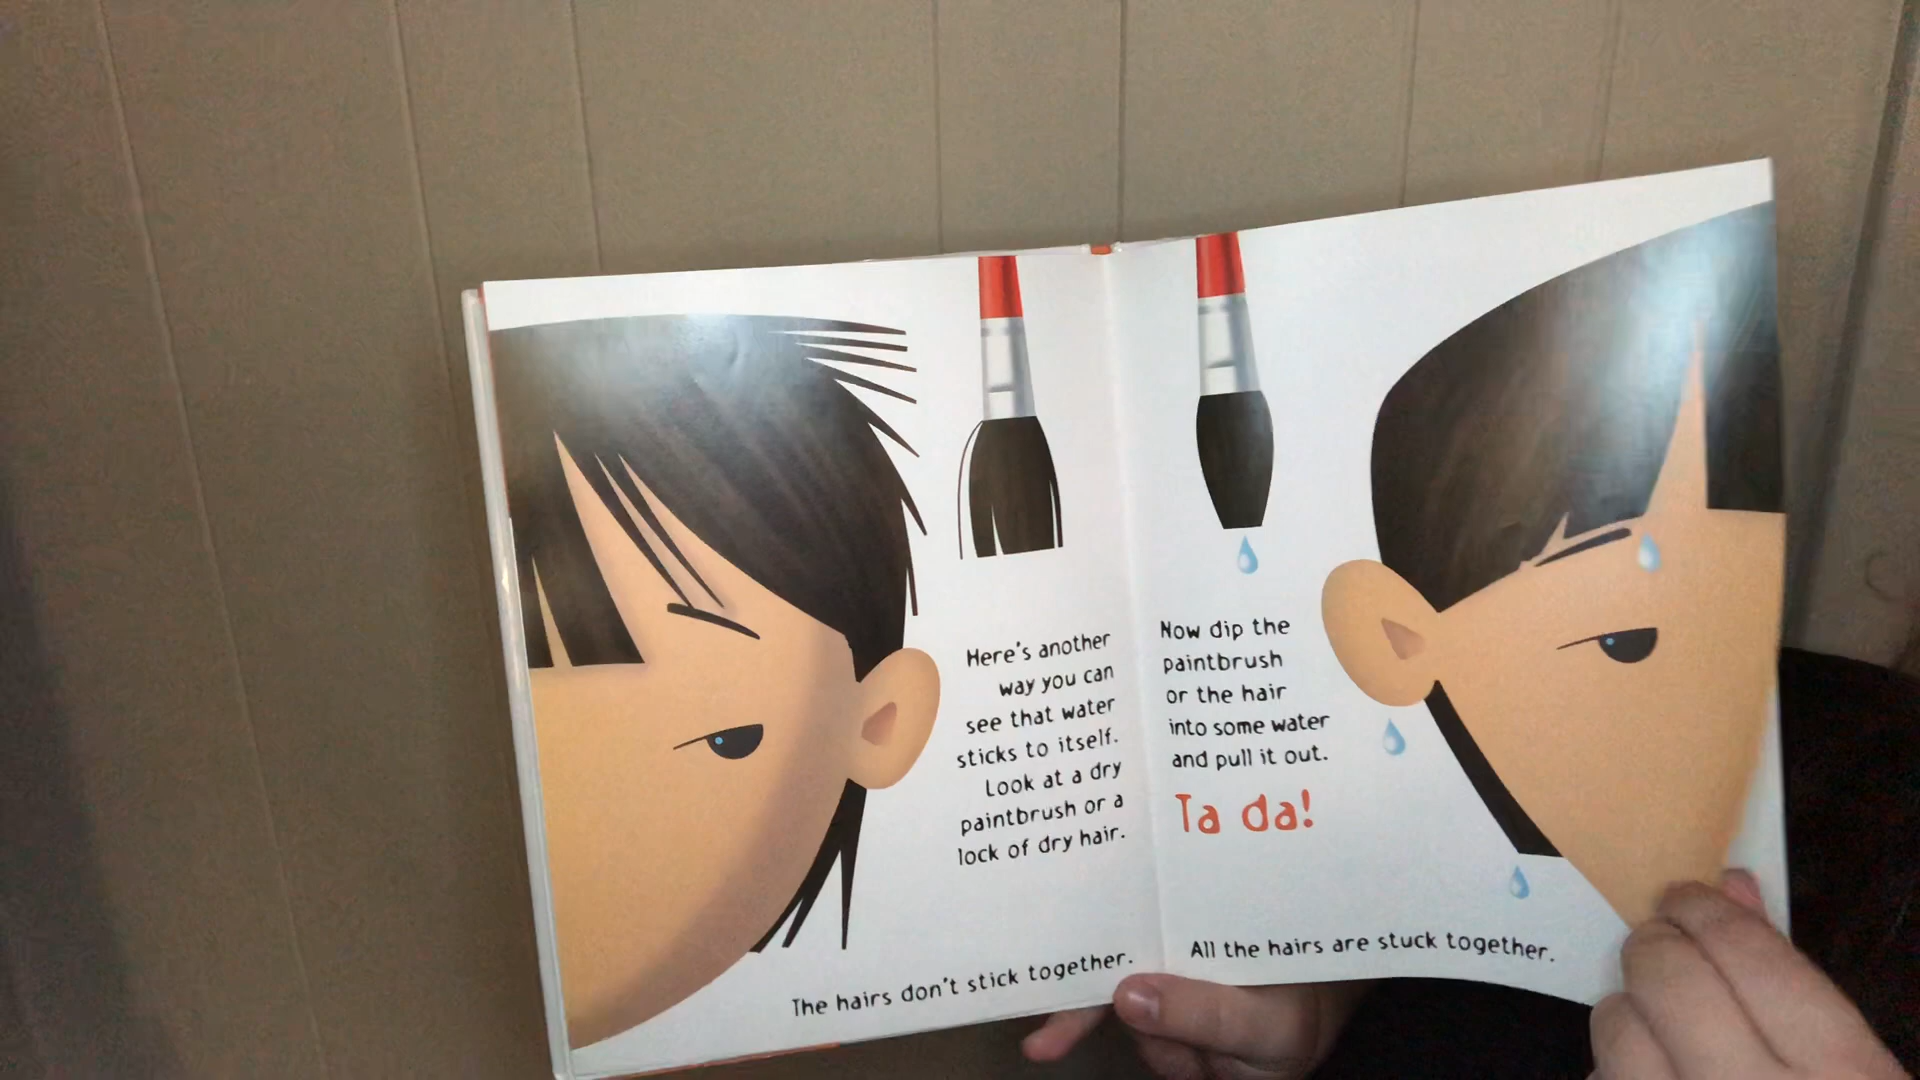 Here's another
way you can
see that water
sticks to itself.
Look at a dry
paintbrush or a
lock of dry hair.
The hairs don't stick together.
Now dip the
paintbrush
or the hair
into some water
and pull it out.
Ta da!
All the hairs are stuck together.